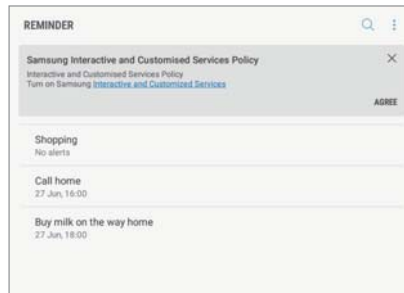 REMINDER
Samsung Interactive and Customised Services Policy
Interactive and Customised Services Policy
Turn on Samsung Interactive and Customized Services
AGREE
Shopping
No alerts
Call home
27 Jun, 16:00
Buy milk on the way home
27 Jun, 18:00